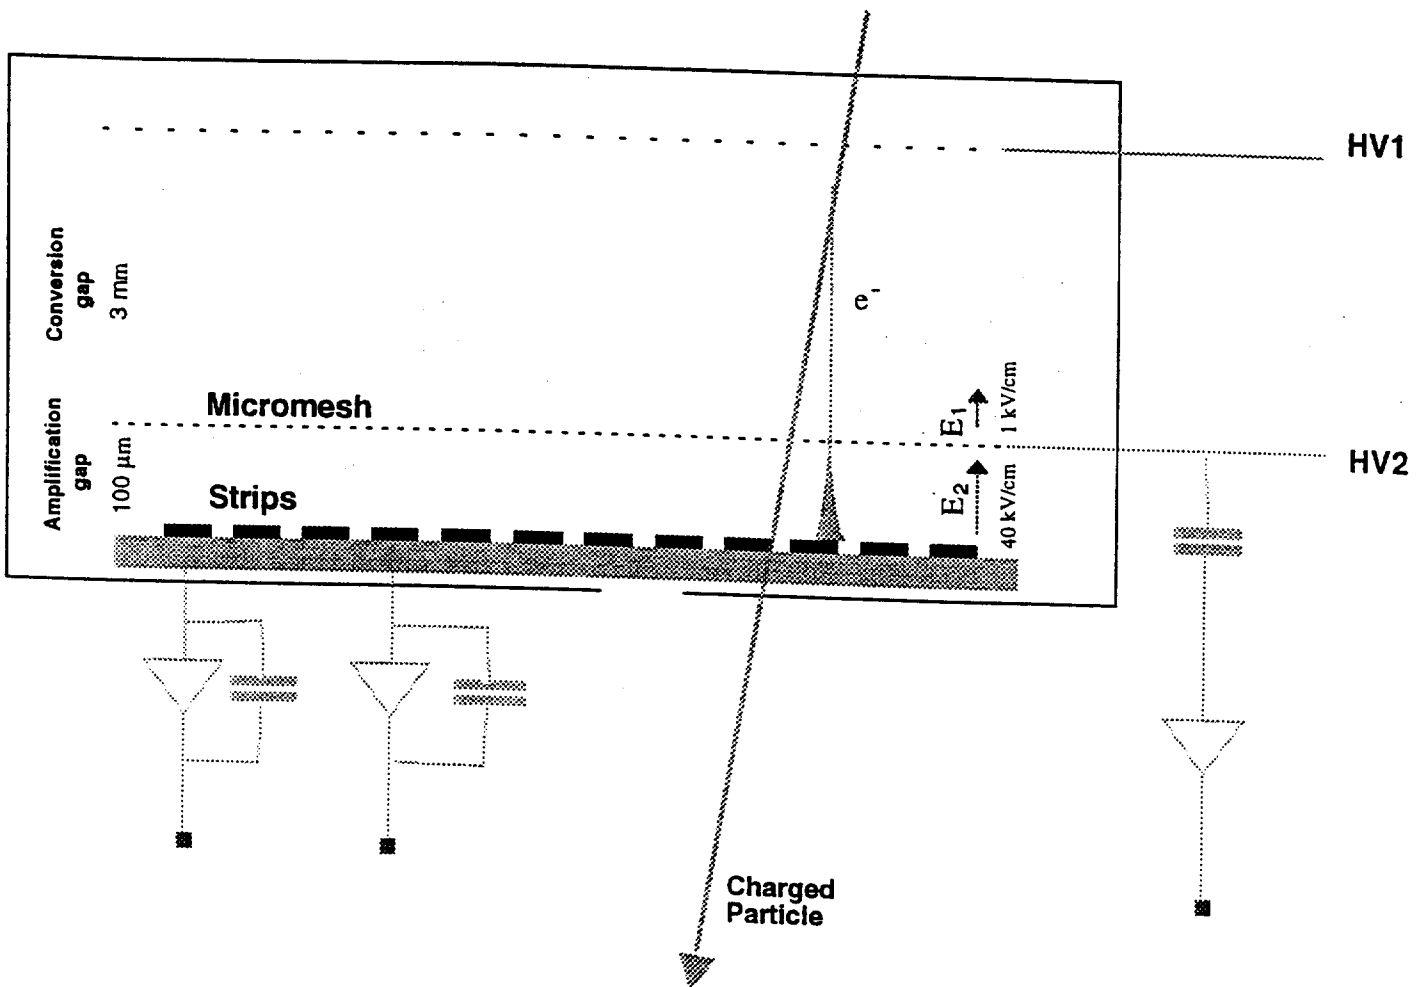 HV1
Conversion
gap
3 mm
e⁻
Micromesh
E₁
1 kV/cm
HV2
Amplification
gap
100 µm
Strips
E₂
40 kV/cm
Charged
Particle